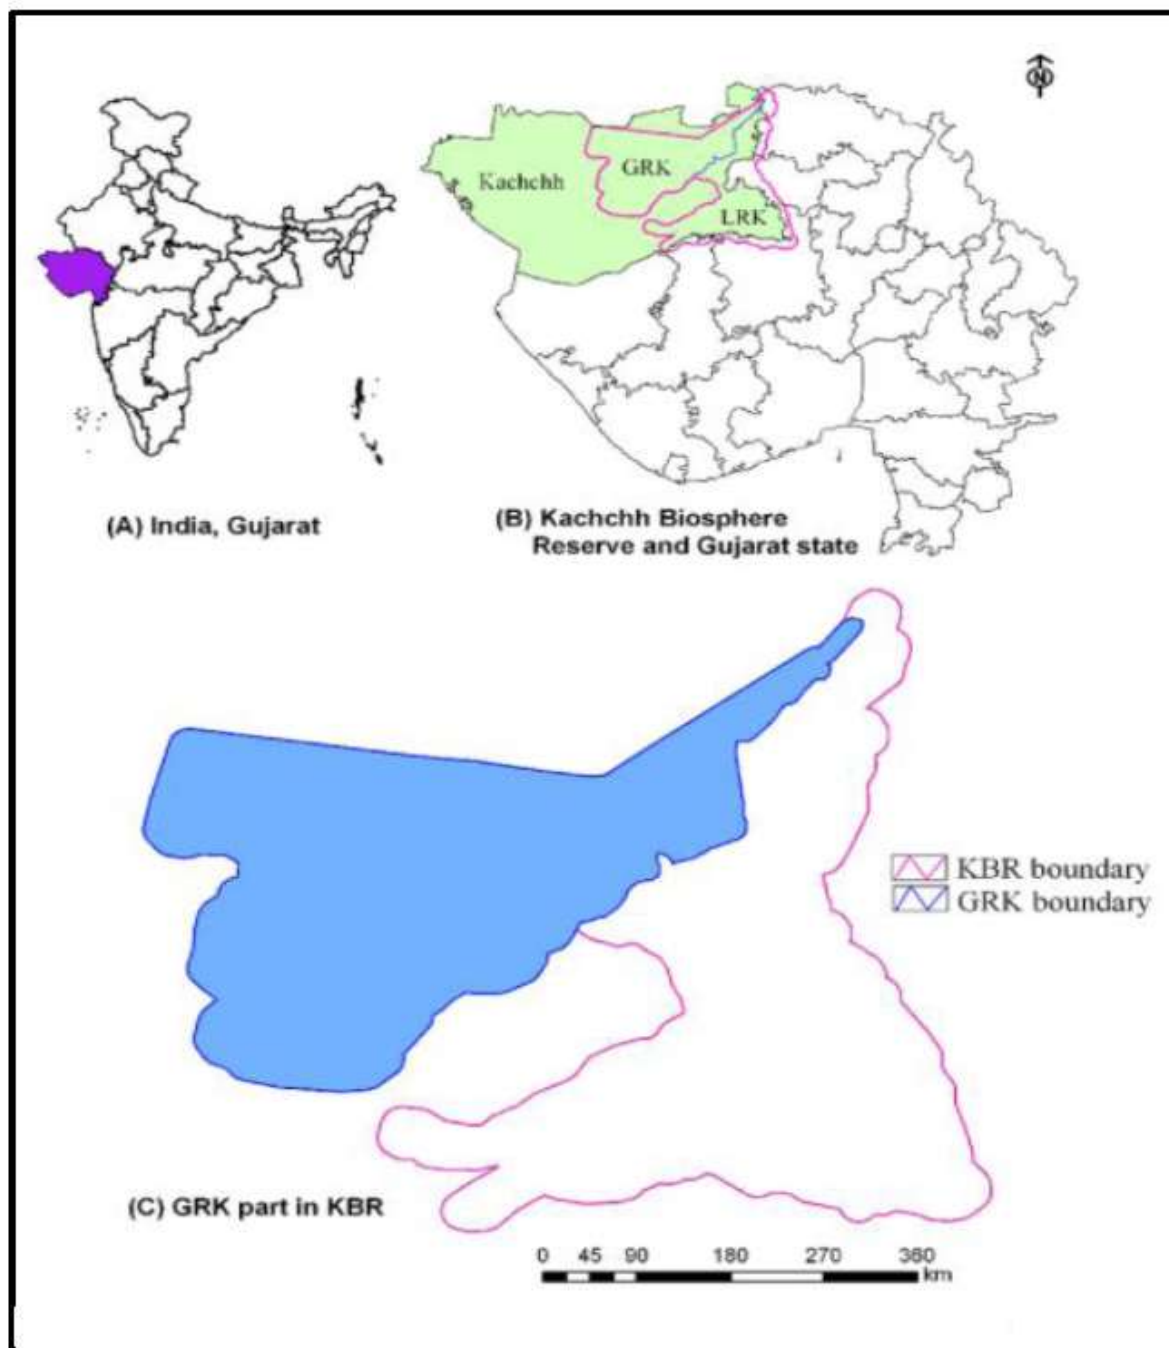 N
Kachchh
GRK
LRK
(A) India, Gujarat
(B) Kachchh Biosphere
Reserve and Gujarat state
KBR boundary
GRK boundary
(C) GRK part in KBR
0 45 90 180 270 360
km